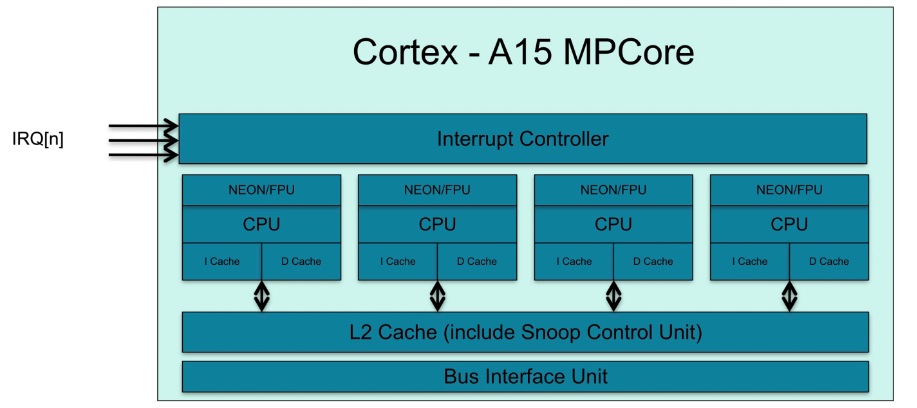 Cortex - A15 MPCore
IRQ[n]
Interrupt Controller
NEON/FPU
NEON/FPU
NEON/FPU
NEON/FPU
CPU
CPU
CPU
CPU
I Cache
D Cache
I Cache
D Cache
I Cache
D Cache
I Cache
D Cache
L2 Cache (include Snoop Control Unit)
Bus Interface Unit